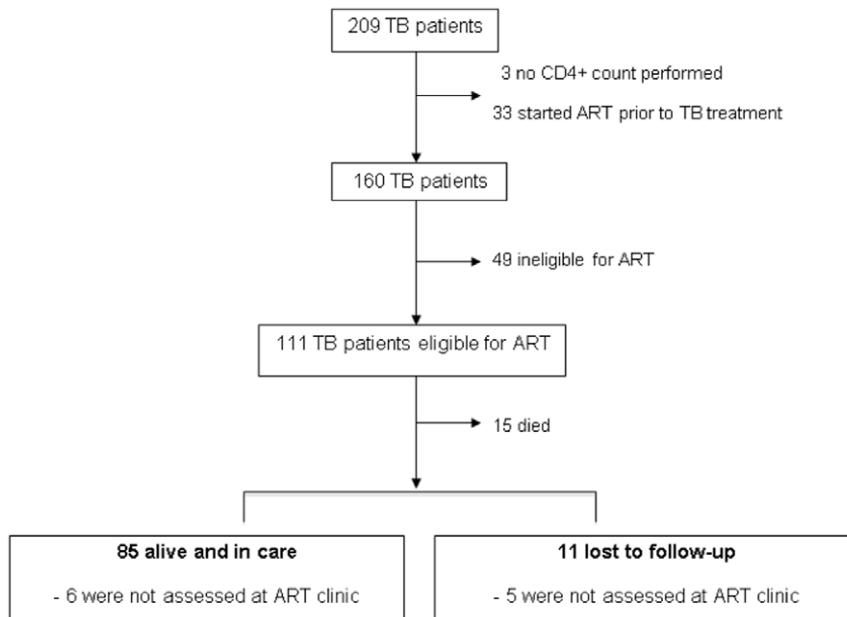 209 TB patients
3 no CD4+ count performed
33 started ART prior to TB treatment
160 TB patients
49 ineligible for ART
111 TB patients eligible for ART
15 died
85 alive and in care
- 6 were not assessed at ART clinic
11 lost to follow-up
- 5 were not assessed at ART clinic